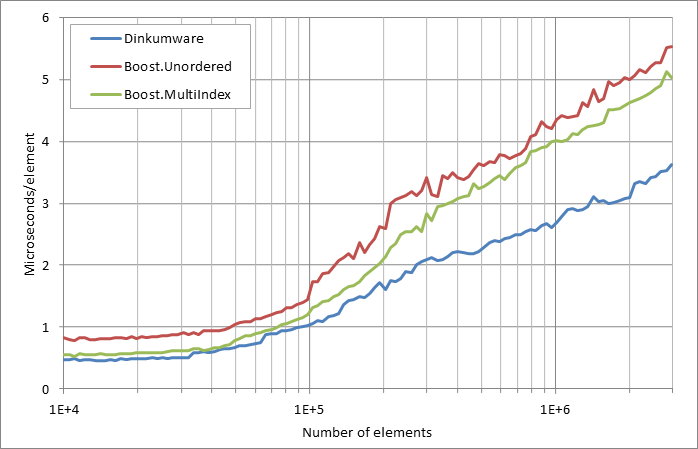 6
5
4
3
2
1
0
Microseconds/element
Dinkumware
Boost.Unordered
Boost.MultiIndex
1E+4
1E+5
1E+6
Number of elements